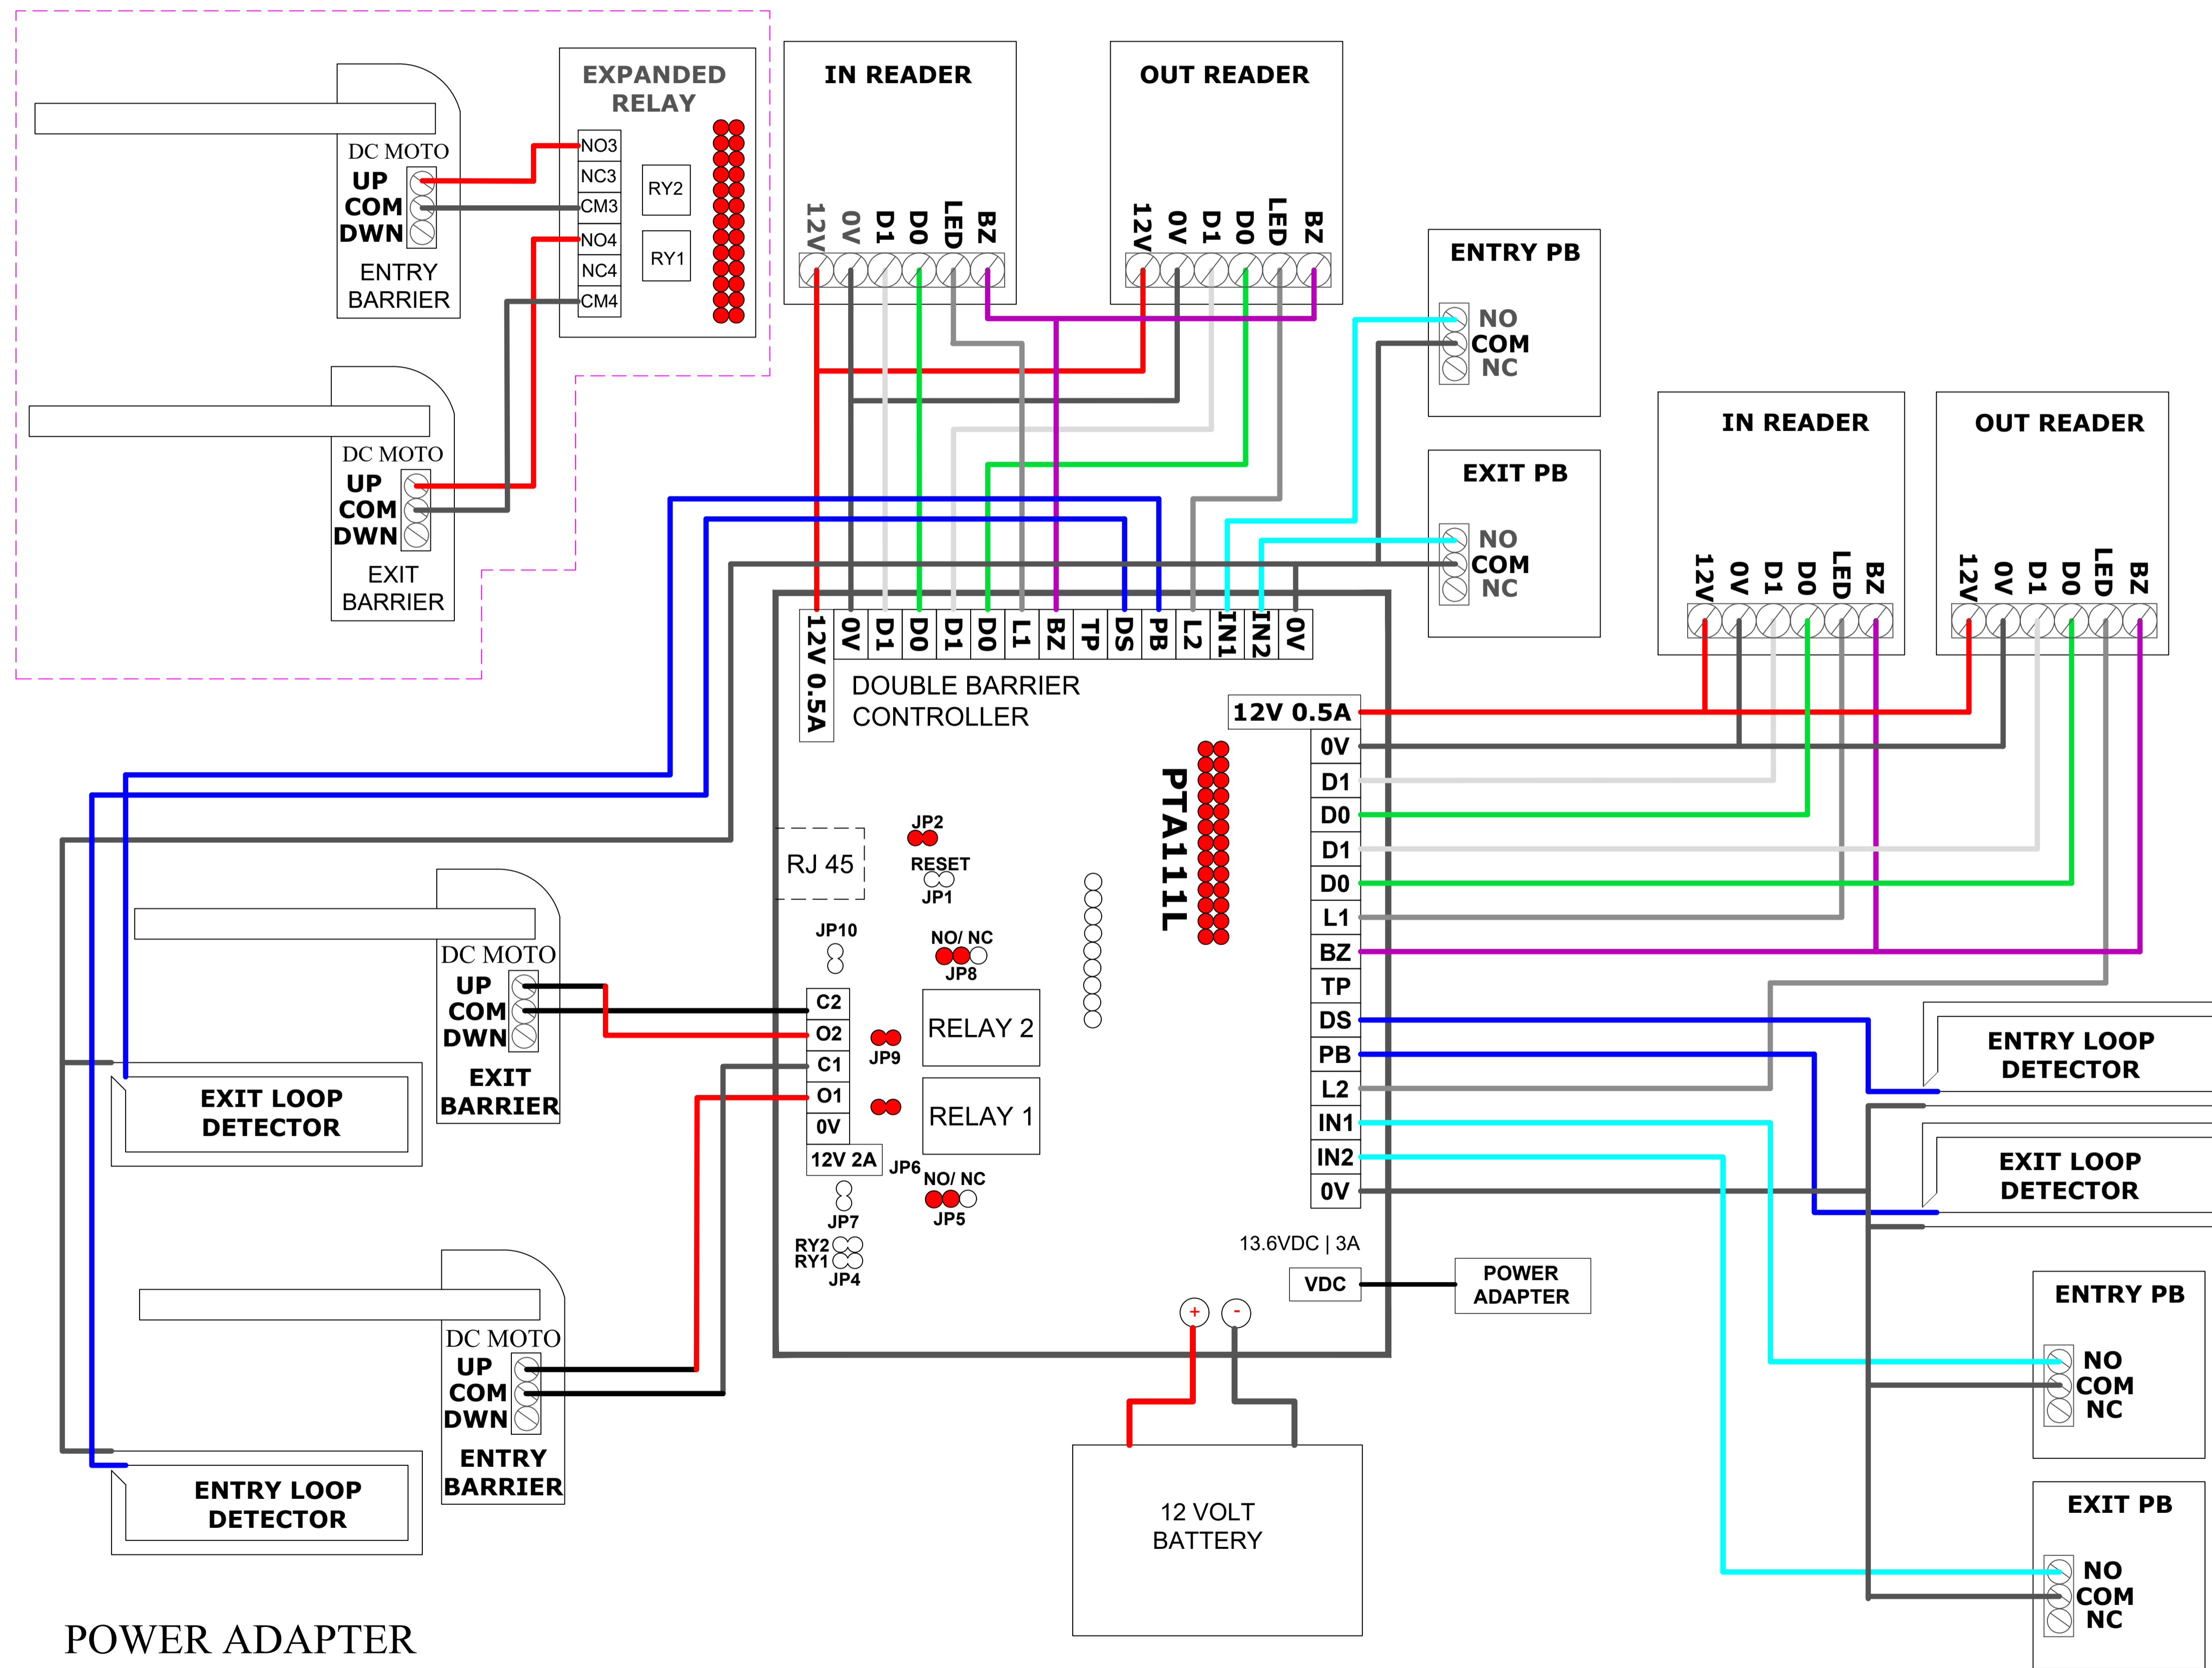 EXPANDED
RELAY
NO3
NC3
CM3
NO4
NC4
CM4
RY2
RY1
DC MOTO
UP
COM
DWN
ENTRY
BARRIER
DC MOTO
UP
COM
DWN
EXIT
BARRIER
IN READER
12V
0V
D1
D0
LED
BZ
OUT READER
12V
0V
D1
D0
LED
BZ
ENTRY PB
NO
COM
NC
EXIT PB
NO
COM
NC
IN READER
12V
0V
D1
D0
LED
BZ
OUT READER
12V
0V
D1
D0
LED
BZ
12V 0.5A
0V
D1
D0
D1
D0
L1
BZ
TP
DS
PB
L2
IN1
IN2
0V
DOUBLE BARRIER
CONTROLLER
12V 0.5A
0V
D1
D0
D1
D0
L1
BZ
TP
DS
PB
L2
IN1
IN2
0V
PTA111L
JP2
RJ 45
RESET
JP1
JP10
NO/ NC
JP8
C2
O2
C1
O1
0V
12V 2A
JP9
RELAY 2
RELAY 1
JP6
NO/ NC
JP5
JP7
RY2
RY1
JP4
13.6VDC | 3A
VDC
POWER
ADAPTER
+
-
12 VOLT
BATTERY
DC MOTO
UP
COM
DWN
EXIT
BARRIER
EXIT LOOP
DETECTOR
DC MOTO
UP
COM
DWN
ENTRY
BARRIER
ENTRY LOOP
DETECTOR
ENTRY LOOP
DETECTOR
EXIT LOOP
DETECTOR
ENTRY PB
NO
COM
NC
EXIT PB
NO
COM
NC
POWER ADAPTER